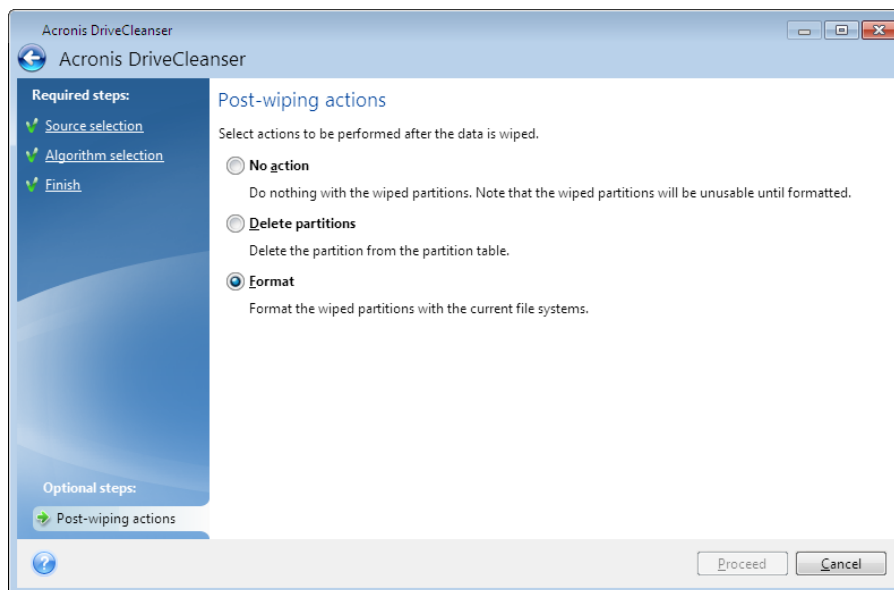 Acronis DriveCleanser
Acronis DriveCleanser
Required steps:
Source selection
Algorithm selection
Finish
Post-wiping actions
Select actions to be performed after the data is wiped.
No action
Do nothing with the wiped partitions. Note that the wiped partitions will be unusable until formatted.
Delete partitions
Delete the partition from the partition table.
Format
Format the wiped partitions with the current file systems.
Optional steps:
Post-wiping actions
?
Proceed
Cancel